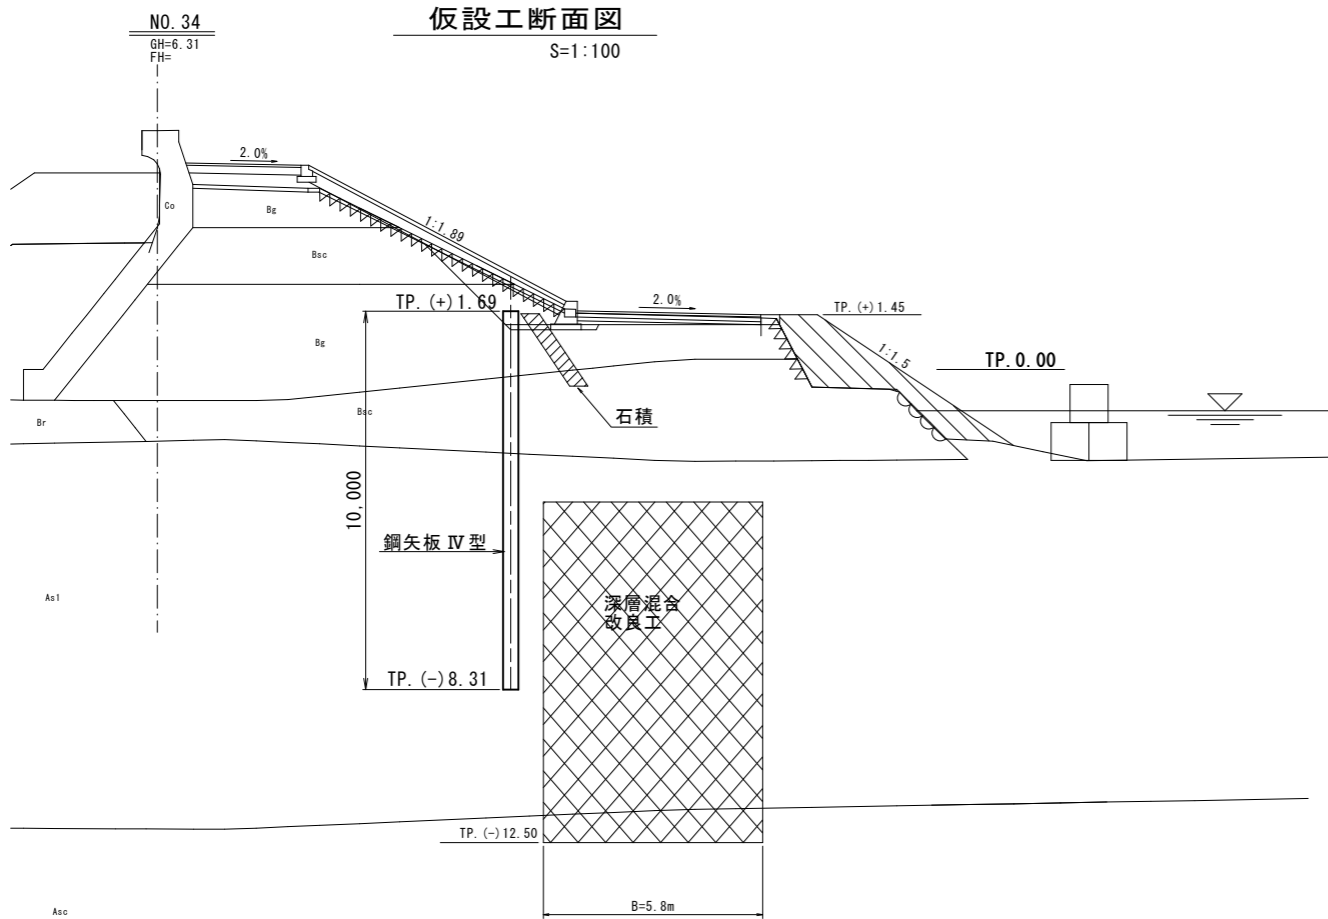 仮設工断面図
S=1:100
NO.34
GH=6.31
FH=
2.0%
Co
Bg
1:1.89
Bsc
TP.(+)1.69
2.0%
TP.(+)1.45
1:1.5
TP.0.00
Bg
石積
Bsc
Br
10,000
鋼矢板 Ⅳ型
As1
深層混合
改良工
TP.(-)8.31
TP.(-)12.50
B=5.8m
Asc